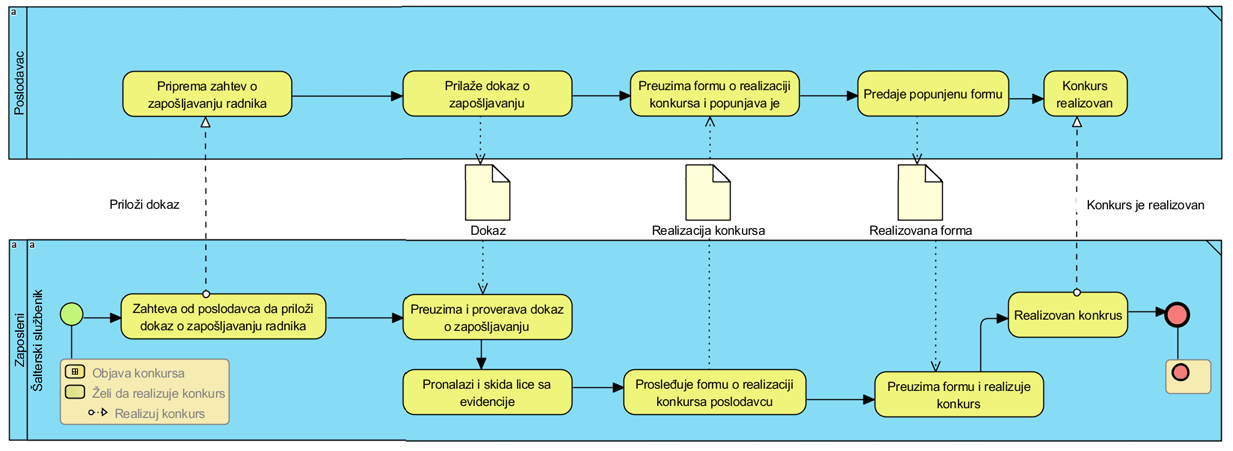 a
Poslodavac
Priprema zahtev o
zapošljavanju radnika
Prilaže dokaz o
zapošljavanju
Preuzima formu o realizaciji
konkursa i popunjava je
Predaje popunjenu formu
Konkurs
realizovan
Priloži dokaz
Dokaz
Realizacija konkursa
Realizovana forma
Konkurs je realizovan
a
a
Zaposleni
Šalterski službenik
Zahteva od poslodavca da priloži
dokaz o zapošljavanju radnika
Preuzima i proverava dokaz
o zapošljavanju
Realizovan konkrus
Objava konkursa
Želi da realizuje konkurs
Realizuj konkurs
Pronalazi i skida lice sa
evidencije
Prosleđuje formu o realizaciji
konkursa poslodavcu
Preuzima formu i realizuje
konkurs